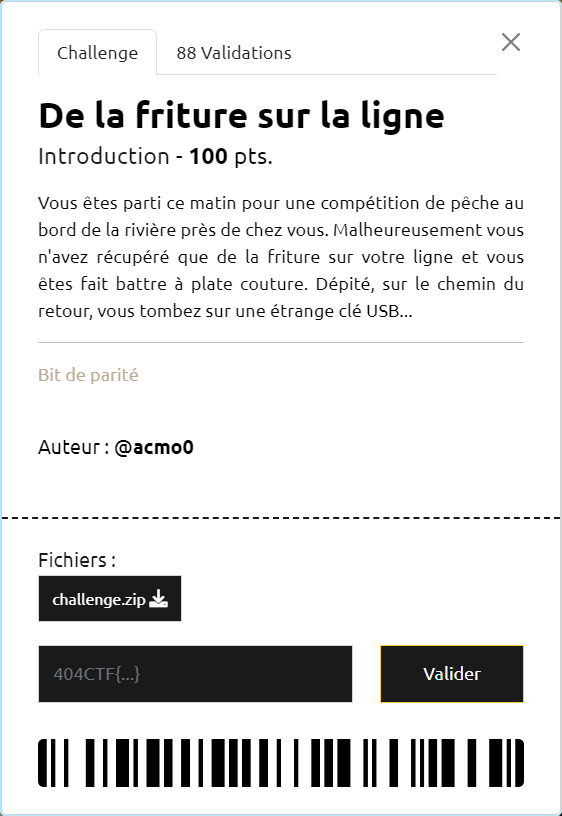 Challenge
88 Validations
De la friture sur la ligne
Introduction - 100 pts.
Vous êtes parti ce matin pour une compétition de pêche au
bord de la rivière près de chez vous. Malheureusement vous
n'avez récupéré que de la friture sur votre ligne et vous
êtes fait battre à plate couture. Dépité, sur le chemin du
retour, vous tombez sur une étrange clé USB...
Bit de parité
Auteur : @acmo0
Fichiers :
challenge.zip
404CTF{...}
Valider